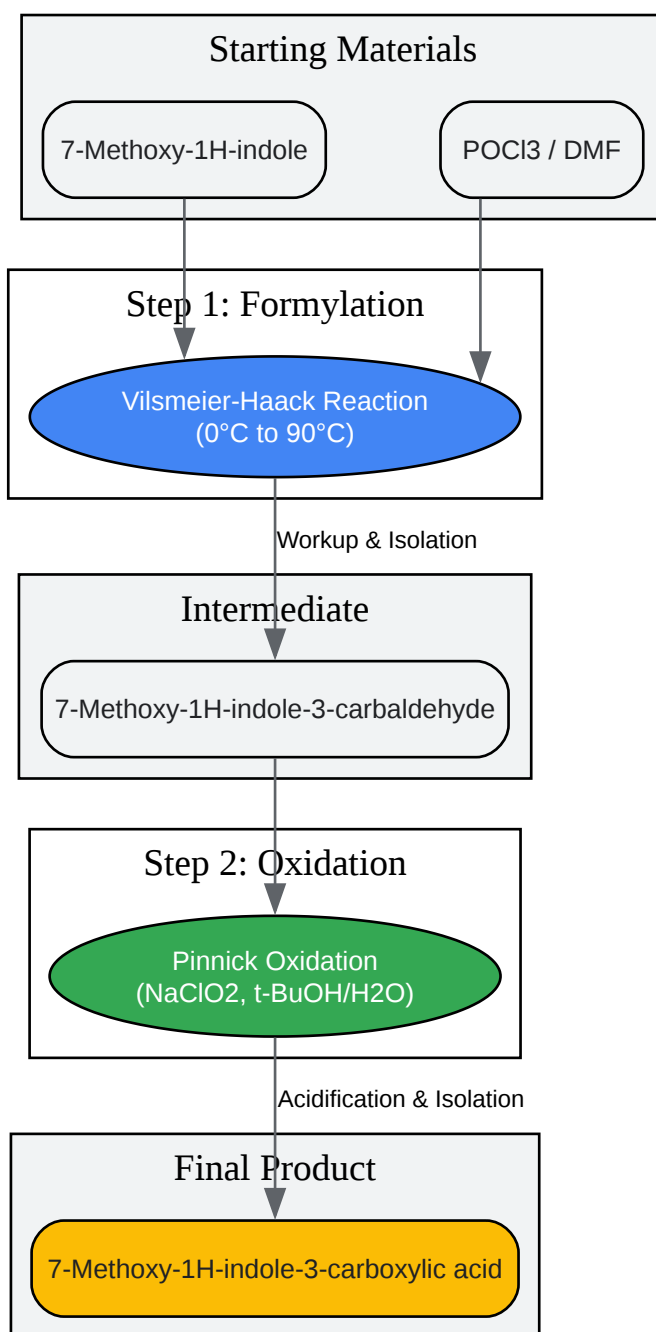 Starting Materials
7-Methoxy-1H-indole
POCl3 / DMF
Step 1: Formylation
Vilsmeier-Haack Reaction
(0°C to 90°C)
Workup & Isolation
Intermediate
7-Methoxy-1H-indole-3-carbaldehyde
Step 2: Oxidation
Pinnick Oxidation
(NaClO2, t-BuOH/H2O)
Acidification & Isolation
Final Product
7-Methoxy-1H-indole-3-carboxylic acid